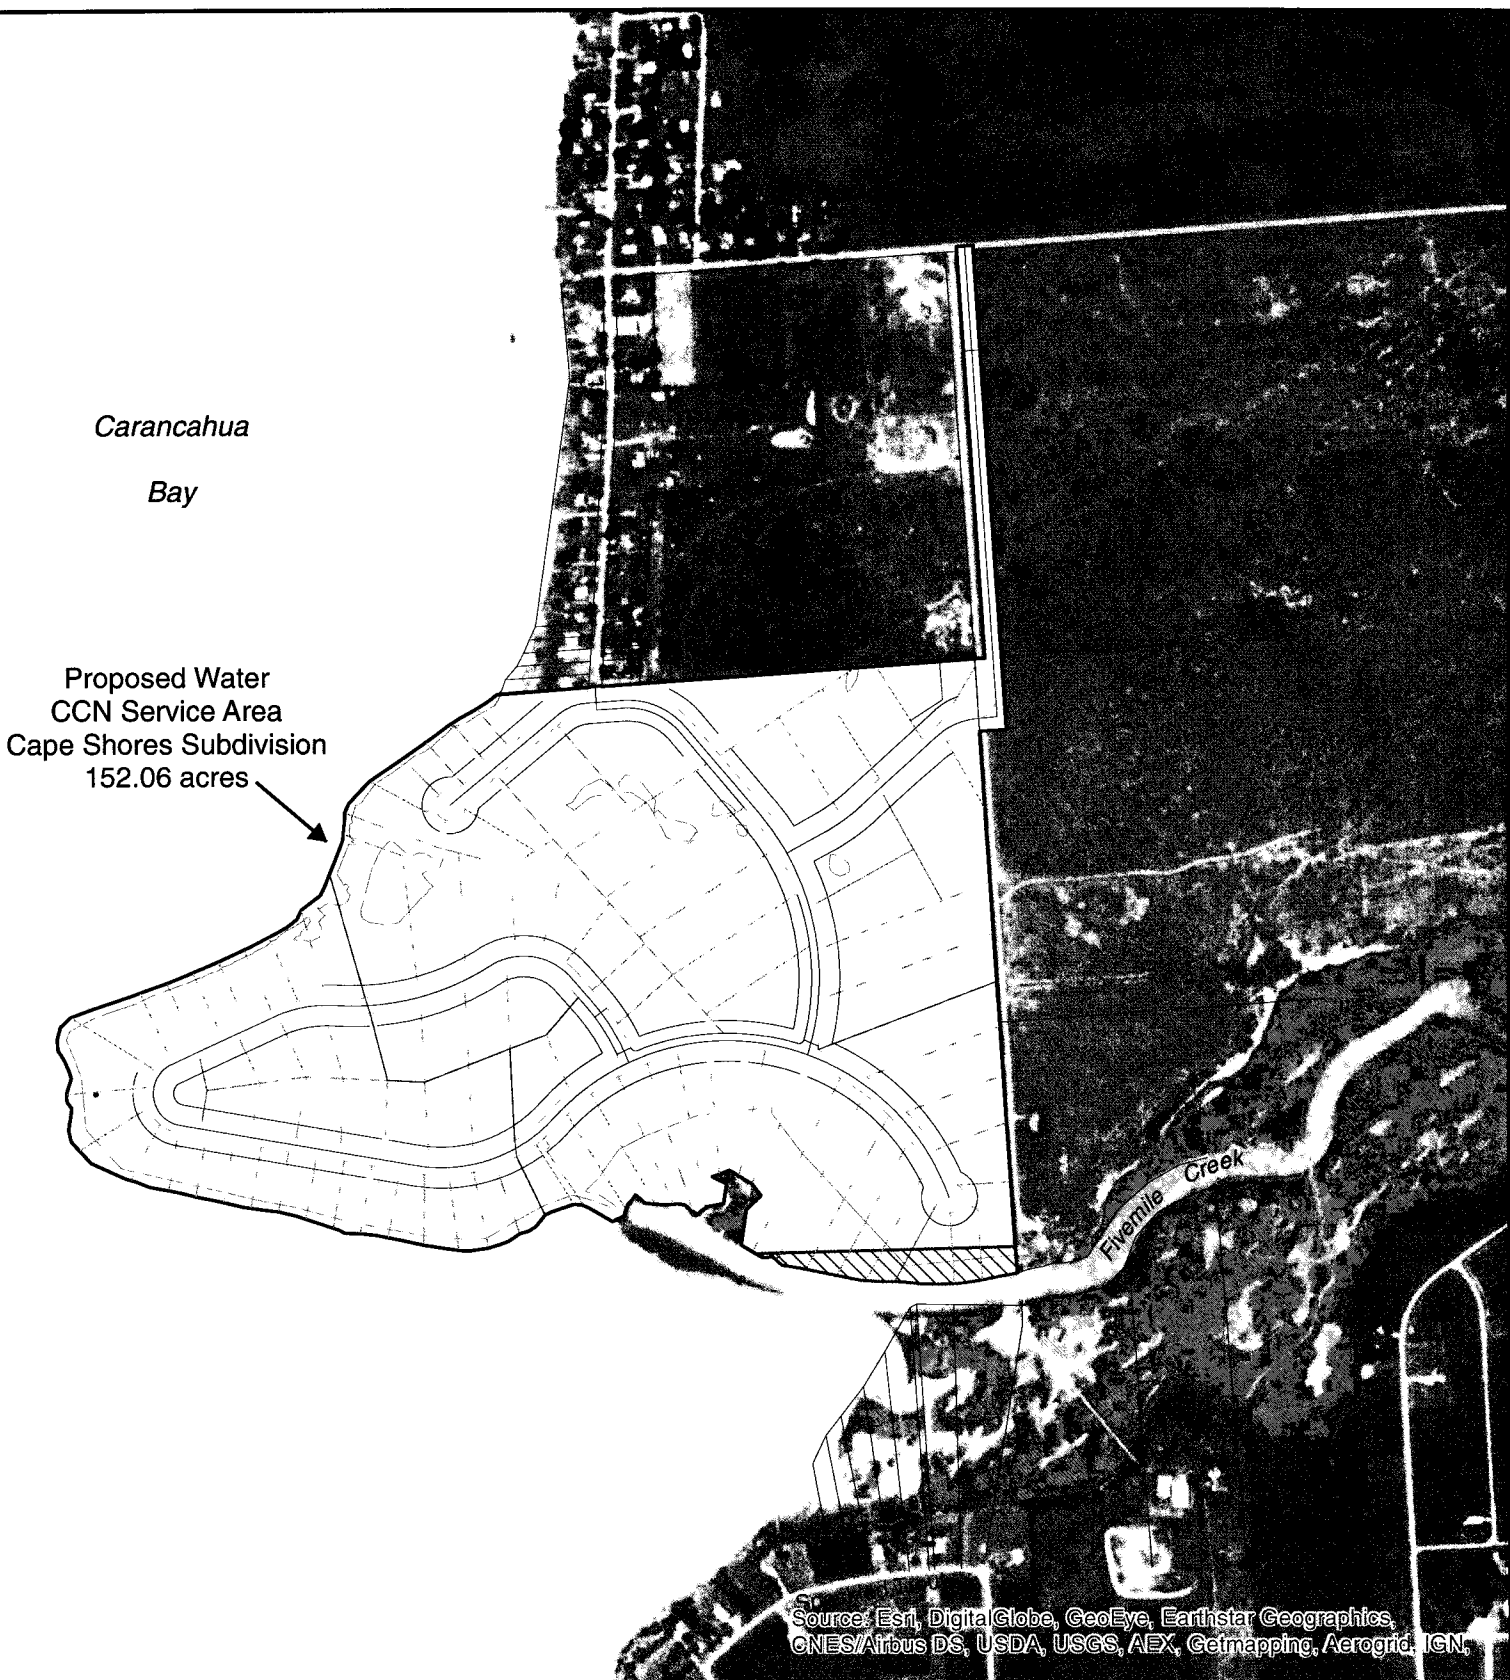 Carancahua
Bay
Proposed Water
CCN Service Area
Cape Shores Subdivision
152.06 acres
Fivemile Creek
Source: Esri, DigitalGlobe, GeoEye, Earthstar Geographics,
CNES/Airbus DS, USDA, USGS, AEX, Getmapping, Aerogrid, IGN,